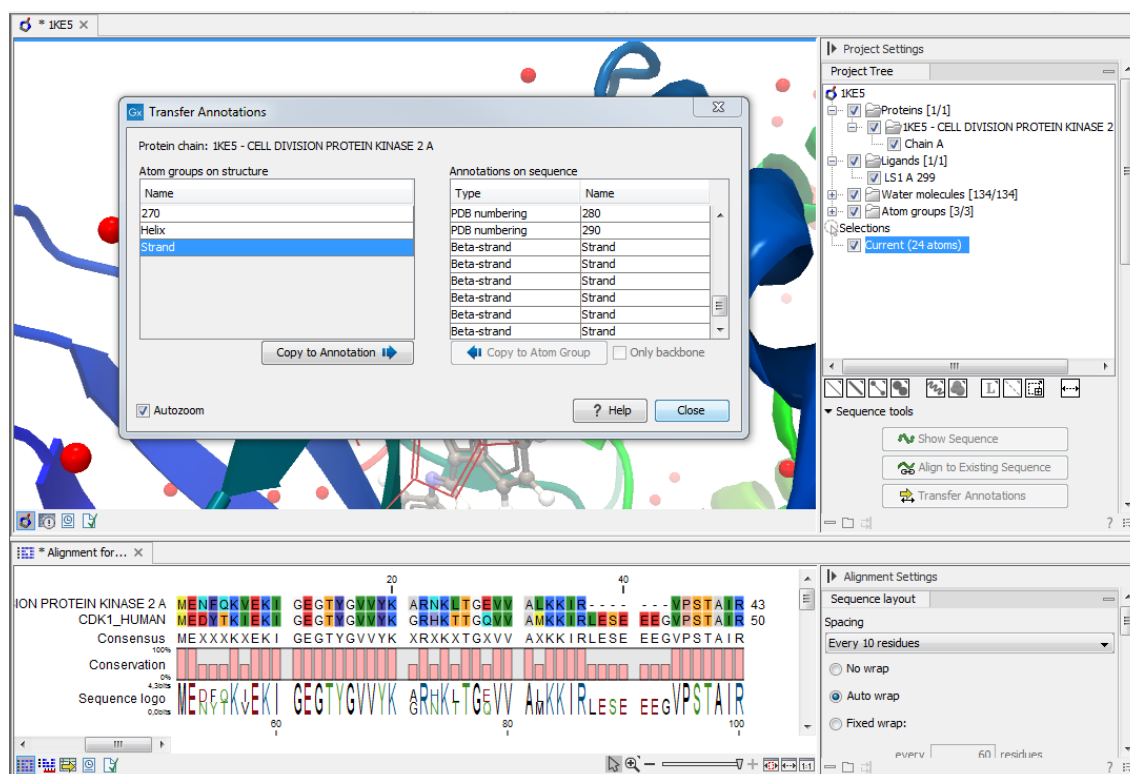 * 1KE5
Project Settings
Project Tree
1KE5
Proteins [1/1]
1KE5 - CELL DIVISION PROTEIN KINASE 2
Chain A
Ligands [1/1]
LS1 A 299
Water molecules [134/134]
Atom groups [3/3]
Selections
Current (24 atoms)
Gx Transfer Annotations
Protein chain: 1KE5 - CELL DIVISION PROTEIN KINASE 2 A
Atom groups on structure
Annotations on sequence
Name
Type Name
270
Helix
Strand
PDB numbering 280
PDB numbering 290
Beta-strand Strand
Beta-strand Strand
Beta-strand Strand
Beta-strand Strand
Beta-strand Strand
Beta-strand Strand
Copy to Annotation
Copy to Atom Group
Only backbone
Autozoom
? Help
Close
Sequence tools
Show Sequence
Align to Existing Sequence
Transfer Annotations
?
* Alignment for...
20 40
ION PROTEIN KINASE 2 A MENFQKVEKI GEGTYGVVYK ARNKLTGEVV ALKKIR---- ---VPSTAIR 43
CDK1_HUMAN MEDYTKIEKI GEGTYGVVYK GRHKTTGQVV AMKKIRLESE EEGVPSTAIR 50
Consensus MEXXXKXEKI GEGTYGVVYK XRXKXTGXVV AXKKIRLESE EEGVPSTAIR
100%
Conservation
0%
4,3bits
Sequence logo
0,0bits
60 80 100
Alignment Settings
Sequence layout
Spacing
Every 10 residues
No wrap
Auto wrap
Fixed wrap:
every 60 residues
1:1
?